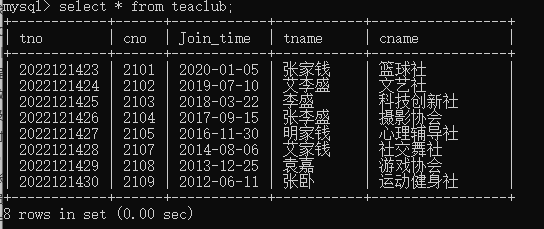 mysql> select * from teaclub;
+------------+------+------------+--------+--------------+
| tno | cno | Join_time | tname | cname |
+------------+------+------------+--------+--------------+
| 2022121423 | 2101 | 2020-01-05 | 张家钱 | 篮球社 |
| 2022121424 | 2102 | 2019-07-10 | 艾李盛 | 文艺社 |
| 2022121425 | 2103 | 2018-03-22 | 李盛 | 科技创新社 |
| 2022121426 | 2104 | 2017-09-15 | 张李盛 | 摄影协会 |
| 2022121427 | 2105 | 2016-11-30 | 明家钱 | 心理辅导社 |
| 2022121428 | 2107 | 2014-08-06 | 艾家钱 | 社交舞社 |
| 2022121429 | 2108 | 2013-12-25 | 袁嘉 | 游戏协会 |
| 2022121430 | 2109 | 2012-06-11 | 张卧 | 运动健身社 |
+------------+------+------------+--------+--------------+
8 rows in set (0.00 sec)